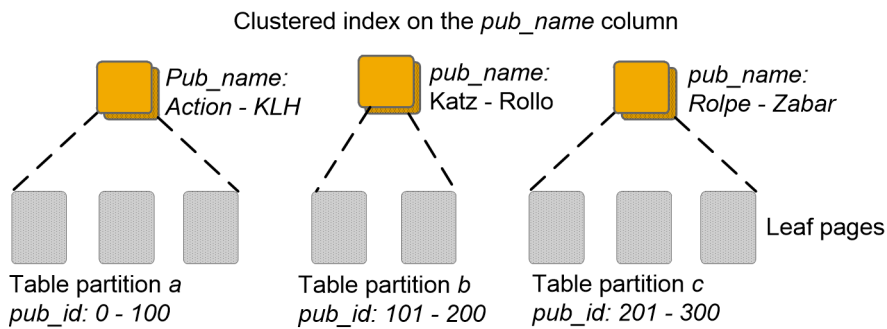 Clustered index on the pub_name column
Pub_name:
Action - KLH
pub_name:
Katz - Rollo
pub_name:
Rolpe - Zabar
Leaf pages
Table partition a
pub_id: 0 - 100
Table partition b
pub_id: 101 - 200
Table partition c
pub_id: 201 - 300